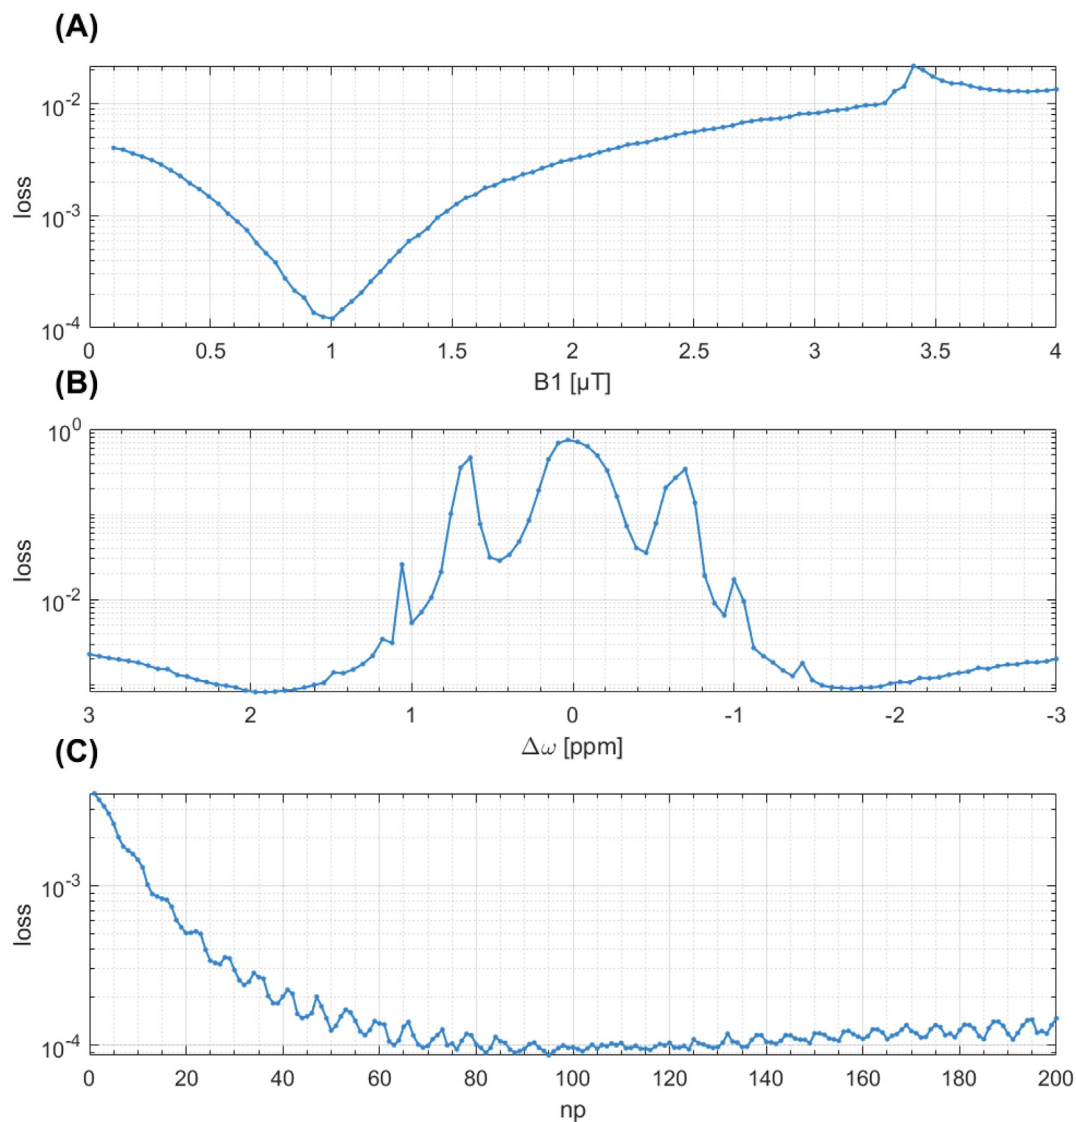 (A)
10^-2
10^-3
10^-4
loss
0 0.5 1 1.5 2 2.5 3 3.5 4
B1 [μT]
(B)
10^0
10^-2
loss
3 2 1 0 -1 -2 -3
Δω [ppm]
(C)
10^-3
10^-4
loss
0 20 40 60 80 100 120 140 160 180 200
np